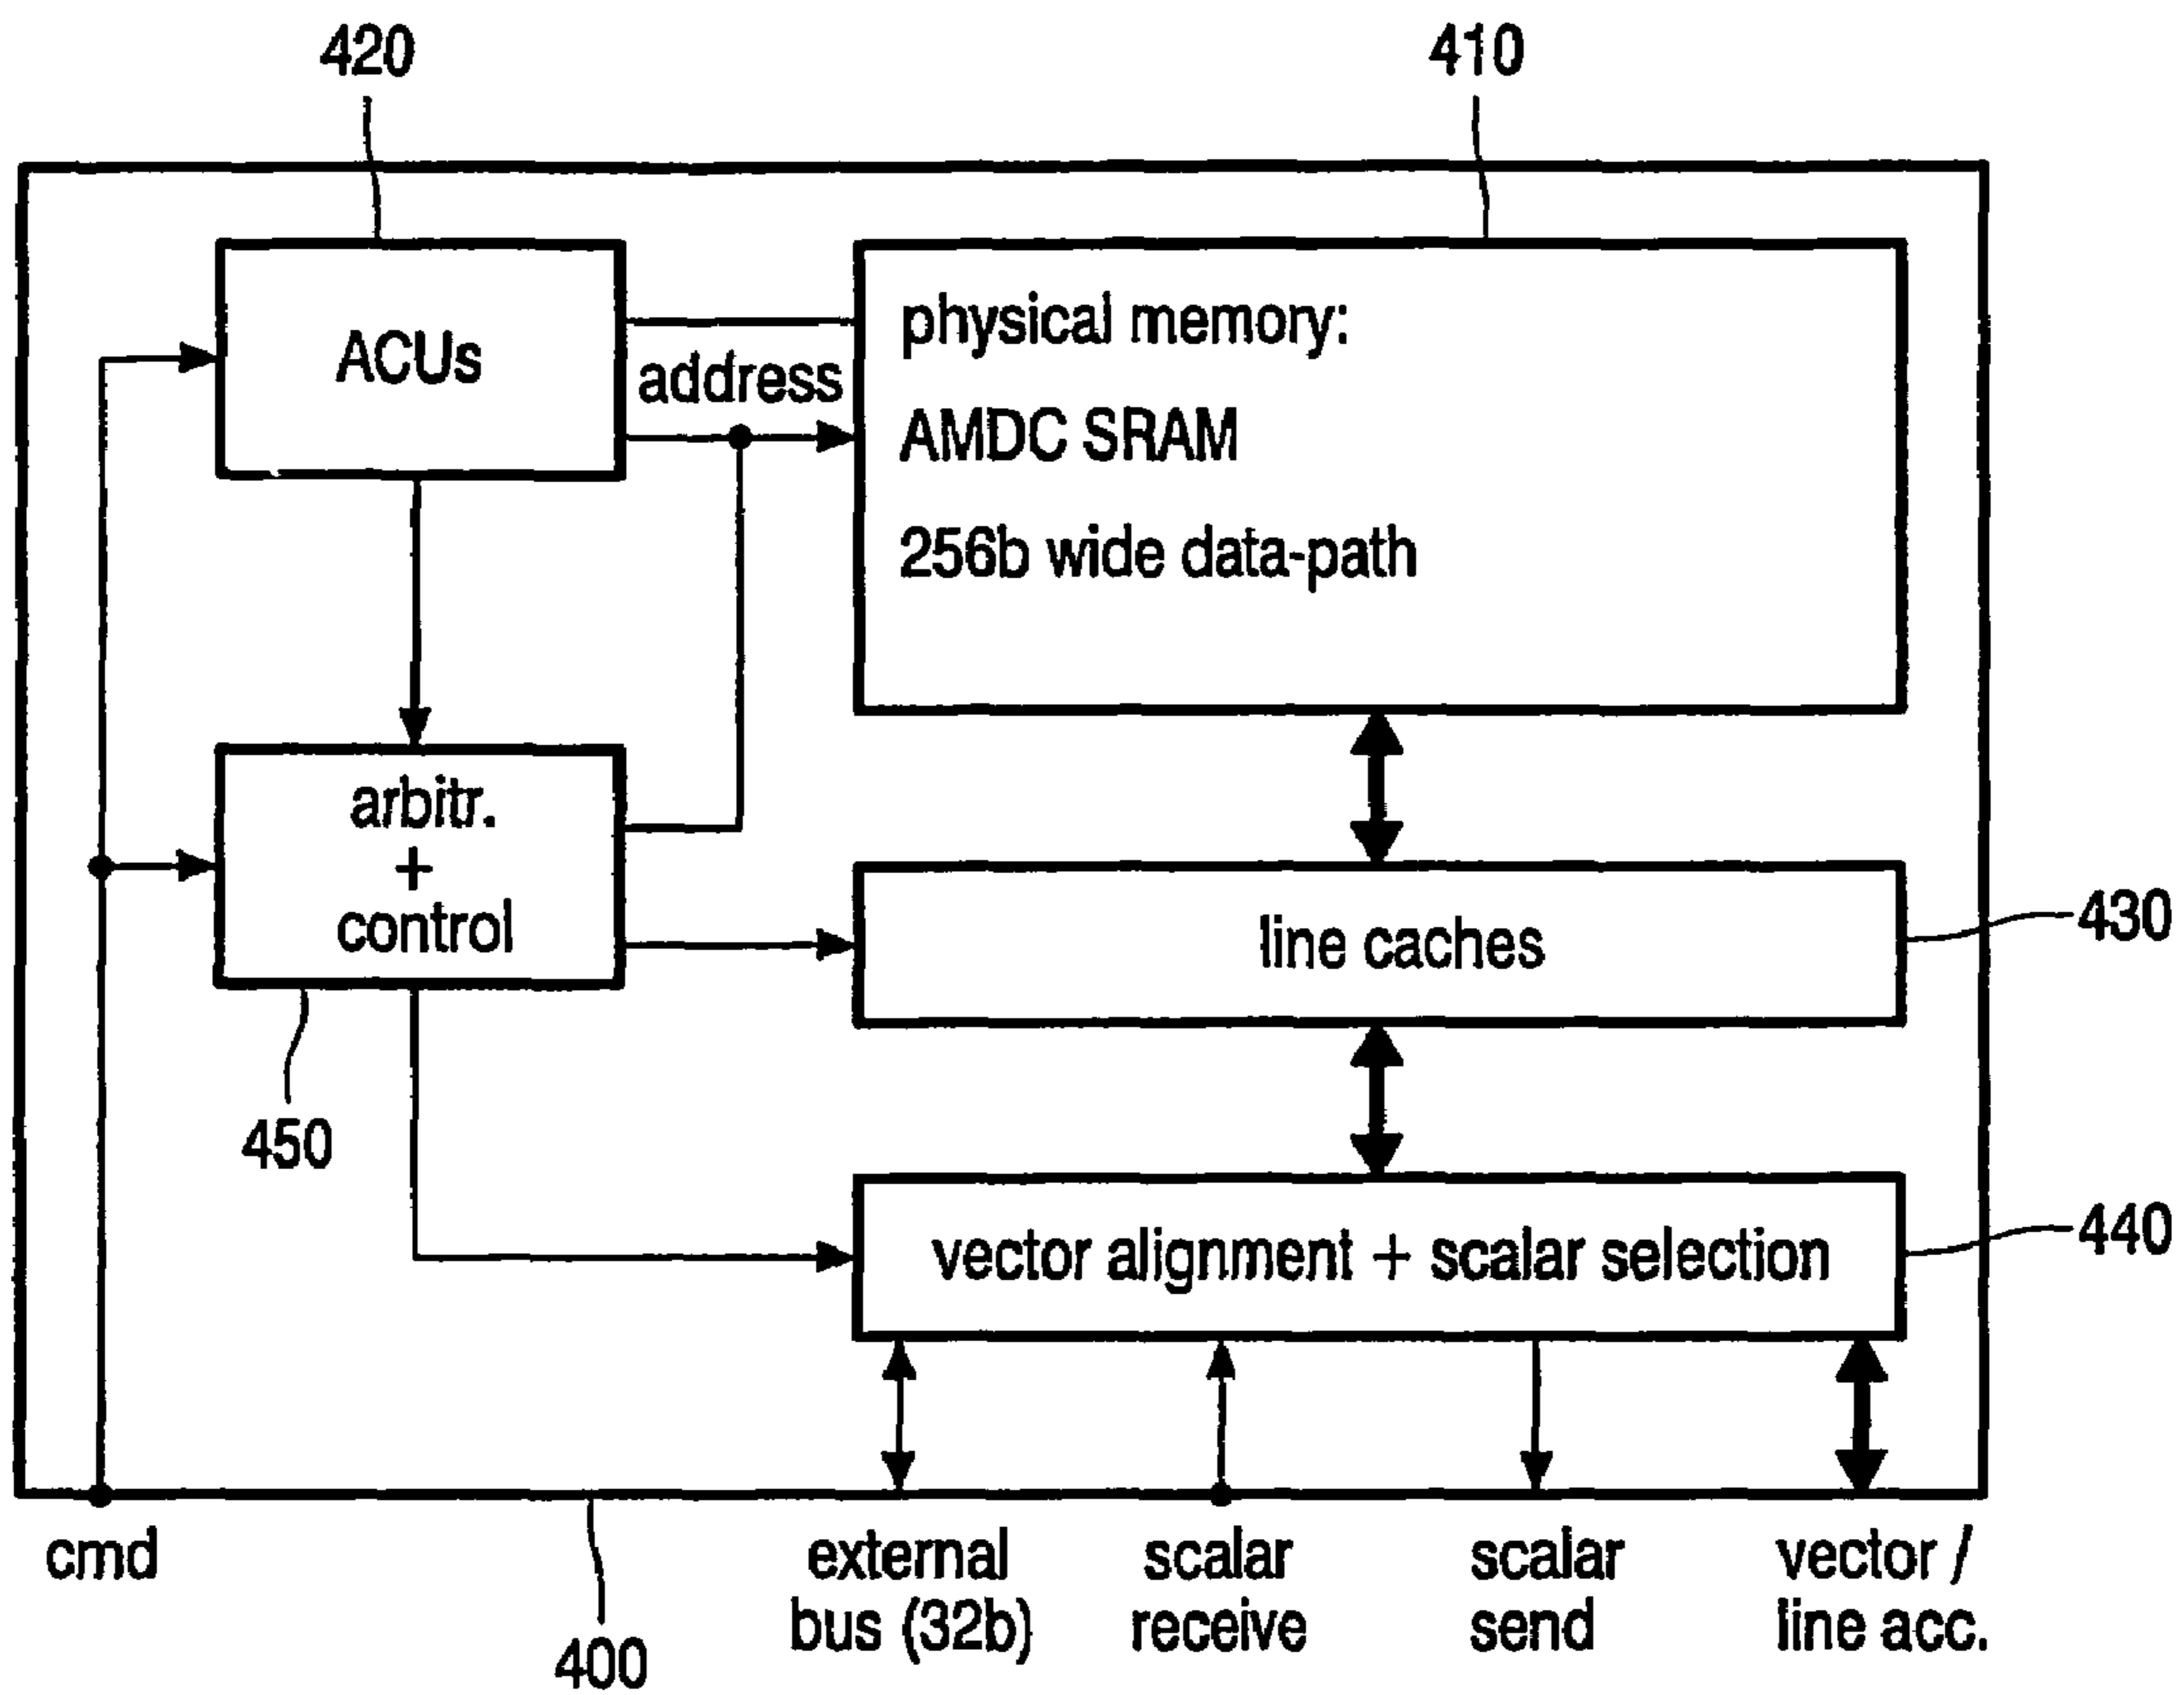 420
410
ACUs
address
physical memory:
AMDC SRAM
256b wide data-path
arbitr.
+
control
line caches
430
450
vector alignment + scalar selection
440
cmd
external
bus (32b)
scalar
receive
scalar
send
vector /
line acc.
400